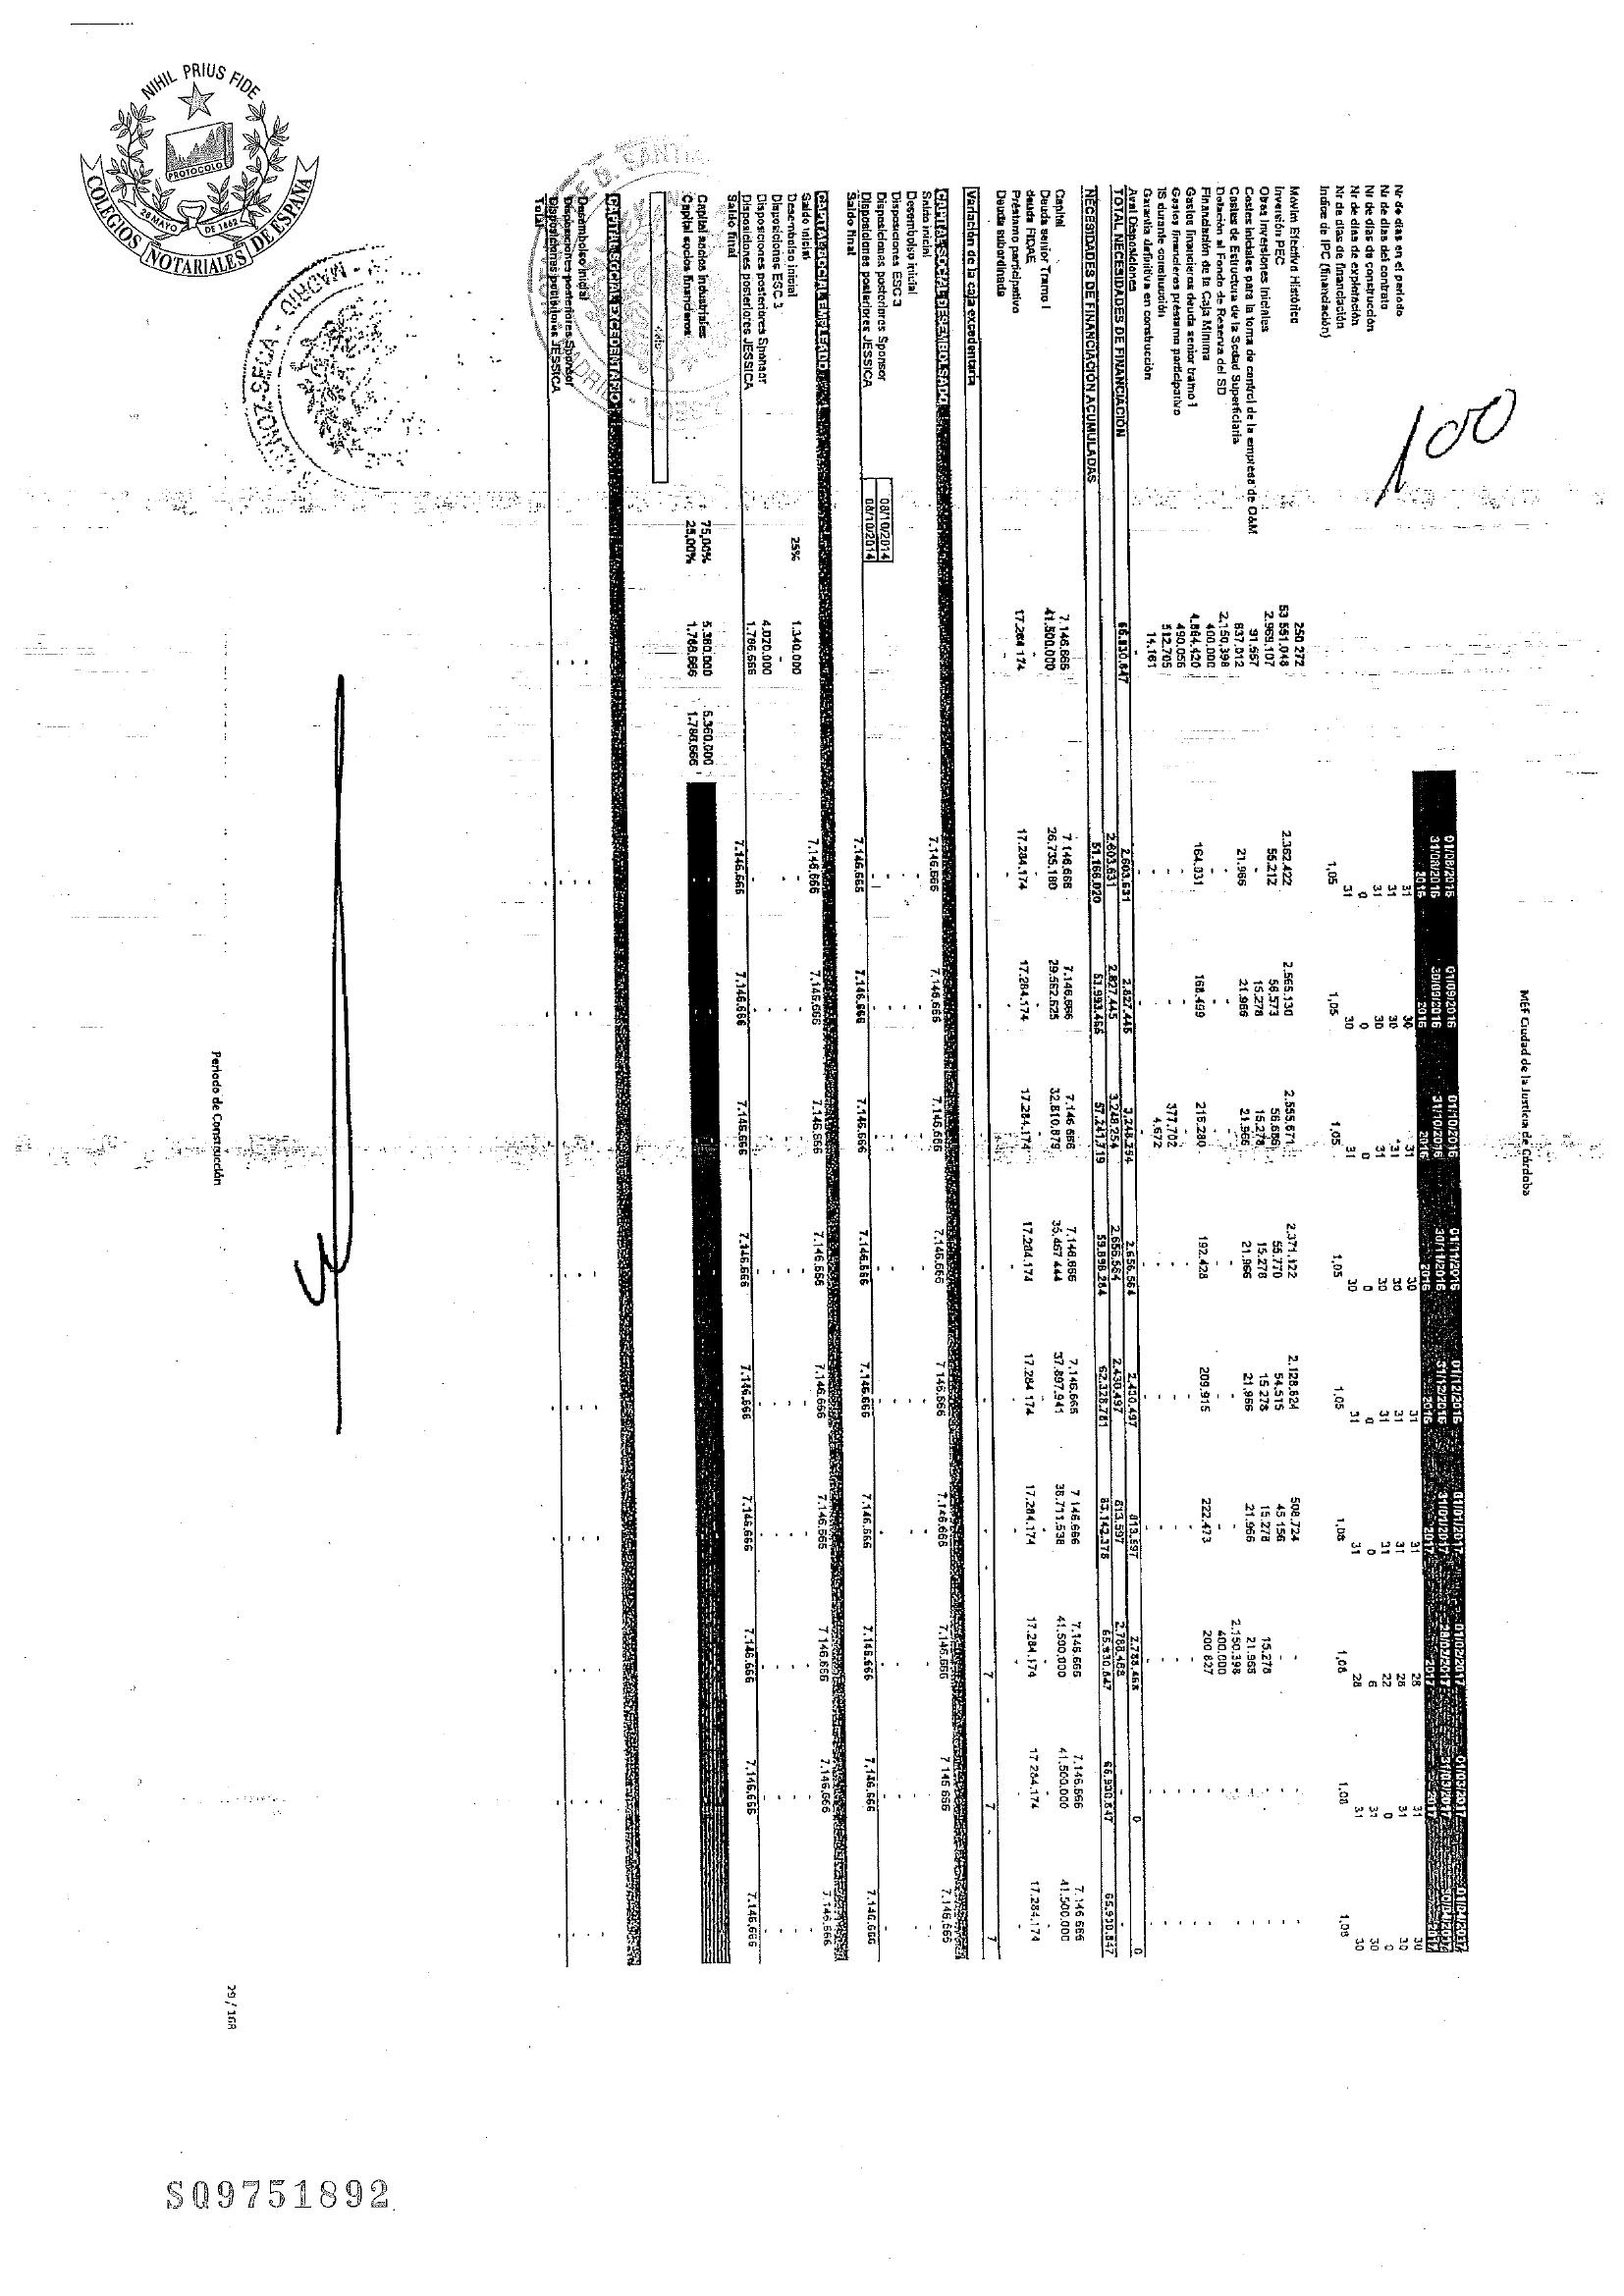 100
MEF Ciudad de la Justicia de Córdoba
01/08/2016 01/09/2016 01/10/2016 01/11/2016 01/12/2016 01/01/2017 01/02/2017 01/03/2017 01/04/2017
31/08/2016 30/09/2016 31/10/2016 30/11/2016 31/12/2016 31/01/2017 28/02/2017 31/03/2017 30/04/2017
2016 2016 2016 2016 2016 2017 2017 2017 2017
Nr de días en el periodo 31 30 31 30 31 31 28 31 30
Nr de días del contrato 31 30 31 30 31 31 28 31 30
Nr de días de construcción 31 30 31 30 31 31 22 0 0
Nr de días de explotación 0 0 0 0 0 0 6 31 30
Nr de días de financiación 31 30 31 30 31 31 28 31 30
Indice de IPC (financiación) 1,05 1,05 1,05 1,05 1,05 1,08 1,08 1,08 1,08
Movim Efectiva Histórica 250.272
Inversión PEC 53.551.048 2.362.422 2.565.130 2.555.671 2.371.122 2.128.824 508.724 - - -
Otras Inversiones Iniciales 2.969.107 55.212 56.573 56.686 55.770 54.515 45.156 - - -
Costes iniciales para la toma de control de la empresa de O&M 91.667 - 15.278 15.278 15.278 15.278 15.278 15.278 - -
Costes de Estructura de la Sociedad Superficiaria 637.012 21.966 21.966 21.966 21.966 21.966 21.966 21.966 - -
Dotación al Fondo de Reserva del SD 2.150.398 - - - - - - 2.150.398 - -
Financiación de la Caja Mínima 400.000 - - - - - - 400.000 - -
Gastos financieros deuda senior tramo 1 4.884.420 164.031 168.499 216.280 192.428 209.915 222.473 200.827 - -
Gastos financieros préstamo participativo 490.056 - - - - - - - - -
IS durante construcción 512.705 - - 377.702 - - - - - -
Garantía definitiva en construcción 14.161 - - 4.672 - - - - - -
Aval Disposiciones 2.603.631 2.827.445 3.248.254 2.656.564 2.430.497 813.597 2.788.468 0 0
TOTAL NECESIDADES DE FINANCIACIÓN 65.930.847 2.603.631 2.827.445 3.248.254 2.656.564 2.430.497 813.597 2.788.468 - -
NECESIDADES DE FINANCIACIÓN ACUMULADAS 51.166.020 53.993.466 57.241.719 59.898.284 62.328.781 63.142.378 65.930.847 65.930.847 65.930.847
Capital 7.146.666 7.146.666 7.146.666 7.146.666 7.146.666 7.146.666 7.146.666 7.146.666 7.146.666 7.146.666
Deuda senior Tramo I 41.500.000 26.735.180 29.562.625 32.810.879 35.467.444 37.897.941 38.711.538 41.500.000 41.500.000 41.500.000
deuda FIDAE - - - - - - - - - -
Préstamo participativo 17.284.174 17.284.174 17.284.174 17.284.174 17.284.174 17.284.174 17.284.174 17.284.174 17.284.174 17.284.174
Deuda subordinada - - - - - - - - - -
Variación de la caja excedentaria - - - - - - 7 7 7
CAPITAL SOCIAL DESEMBOLSADO
Saldo inicial 7.146.666 7.146.666 7.146.666 7.146.666 7.146.666 7.146.666 7.146.666 7.146.666 7.146.666
Desembolso inicial
Disposiciones ESC 3
Disposiciones posteriores Sponsor 08/10/2014
Disposiciones posteriores JESSICA 08/10/2014
Saldo final 7.146.666 7.146.666 7.146.666 7.146.666 7.146.666 7.146.666 7.146.666 7.146.666 7.146.666
CAPITAL SOCIAL EMPLEADO
Saldo inicial 7.146.666 7.146.666 7.146.666 7.146.666 7.146.666 7.146.666 7.146.666 7.146.666 7.146.666
Desembolso inicial 25% 1.340.000
Disposiciones ESC 3 -
Disposiciones posteriores Sponsor 4.020.000
Disposiciones posteriores JESSICA 1.786.666
Saldo final 7.146.666 7.146.666 7.146.666 7.146.666 7.146.666 7.146.666 7.146.666 7.146.666 7.146.666
Capital socios industriales 75,00% 5.360.000 5.360.000
Capital socios financieros 25,00% 1.786.666 1.786.666
CAPITAL SOCIAL EXCEDENTARIO
Desembolso inicial
Disposiciones posteriores Sponsor
Disposiciones posteriores JESSICA
Total
Periodo de Construcción
29 / 168
NIHIL PRIUS FIDE
PROTOCOLO
28 MAYO DE 1862
COLEGIOS NOTARIALES DE ESPAÑA
MADRID
SQ9751892